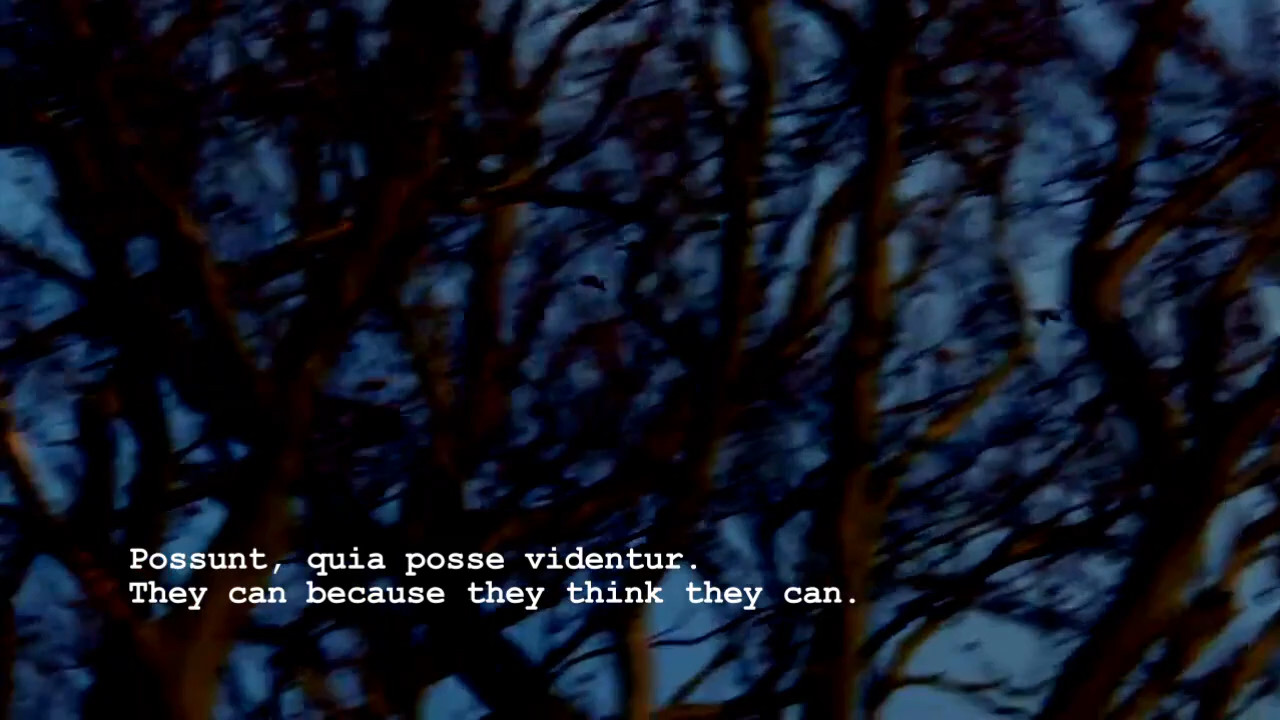 Possunt, quia posse videntur.
They can because they think they can.